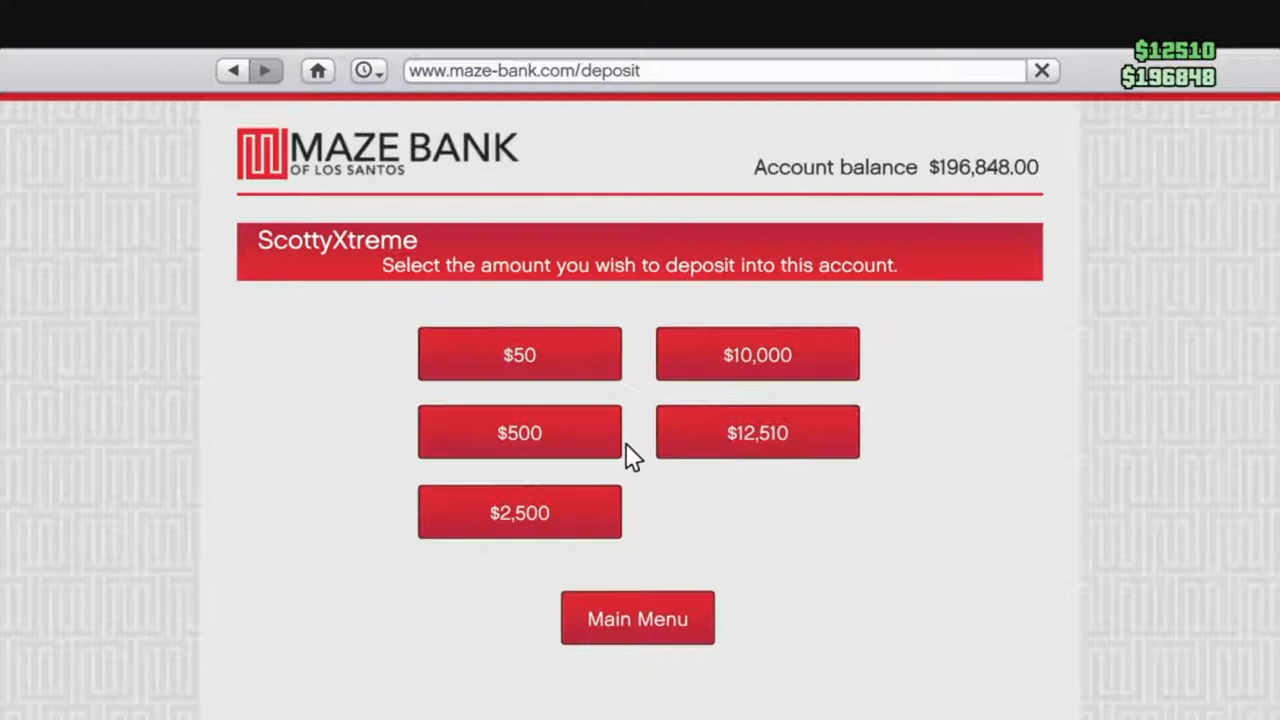 $12510
www.maze-bank.com/deposit
$196848
MAZE BANK
OF LOS SANTOS
Account balance $196,848.00
ScottyXtreme
Select the amount you wish to deposit into this account.
$50
$10,000
$500
$12,510
$2,500
Main Menu